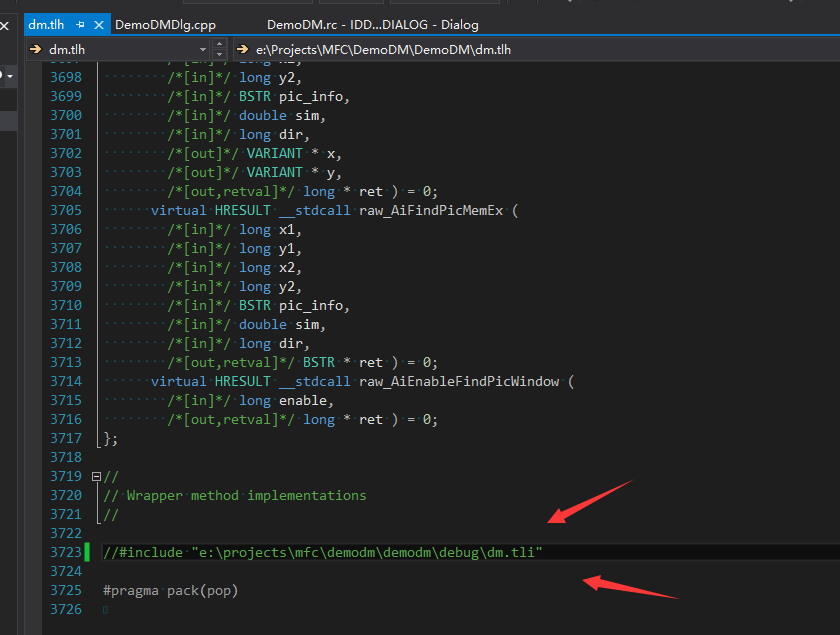 dm.tlh
DemoDMDlg.cpp
DemoDM.rc - IDD...DIALOG - Dialog
dm.tlh
e:\Projects\MFC\DemoDM\DemoDM\dm.tlh
3698 /*[in]*/ long y2,
3699 /*[in]*/ BSTR pic_info,
3700 /*[in]*/ double sim,
3701 /*[in]*/ long dir,
3702 /*[out]*/ VARIANT * x,
3703 /*[out]*/ VARIANT * y,
3704 /*[out,retval]*/ long * ret ) = 0;
3705 virtual HRESULT __stdcall raw_AiFindPicMemEx (
3706 /*[in]*/ long x1,
3707 /*[in]*/ long y1,
3708 /*[in]*/ long x2,
3709 /*[in]*/ long y2,
3710 /*[in]*/ BSTR pic_info,
3711 /*[in]*/ double sim,
3712 /*[in]*/ long dir,
3713 /*[out,retval]*/ BSTR * ret ) = 0;
3714 virtual HRESULT __stdcall raw_AiEnableFindPicWindow (
3715 /*[in]*/ long enable,
3716 /*[out,retval]*/ long * ret ) = 0;
3717 };
3718
3719 //
3720 // Wrapper method implementations
3721 //
3722
3723 //#include "e:\projects\mfc\demodm\demodm\debug\dm.tli"
3724
3725 #pragma pack(pop)
3726